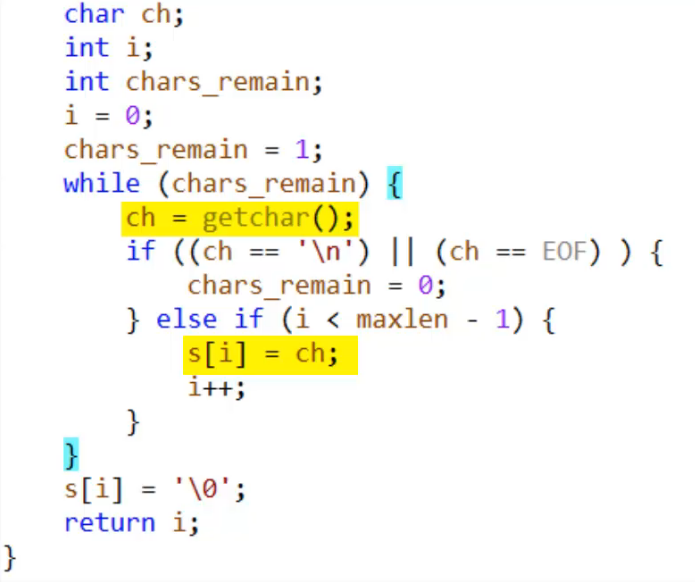 char ch;
int i;
int chars_remain;
i = 0;
chars_remain = 1;
while (chars_remain) {
ch = getchar();
if ((ch == '\n') || (ch == EOF) ) {
chars_remain = 0;
} else if (i < maxlen - 1) {
s[i] = ch;
i++;
}
}
s[i] = '\0';
return i;
}